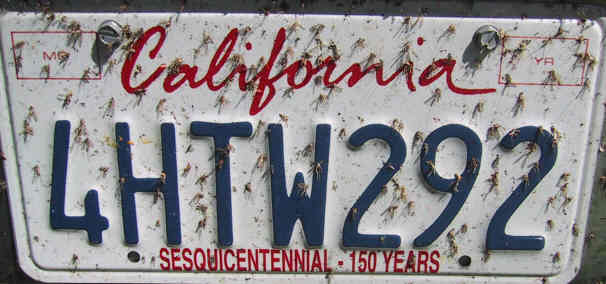 MO California YR
4HTW292
SESQUICENTENNIAL - 150 YEARS